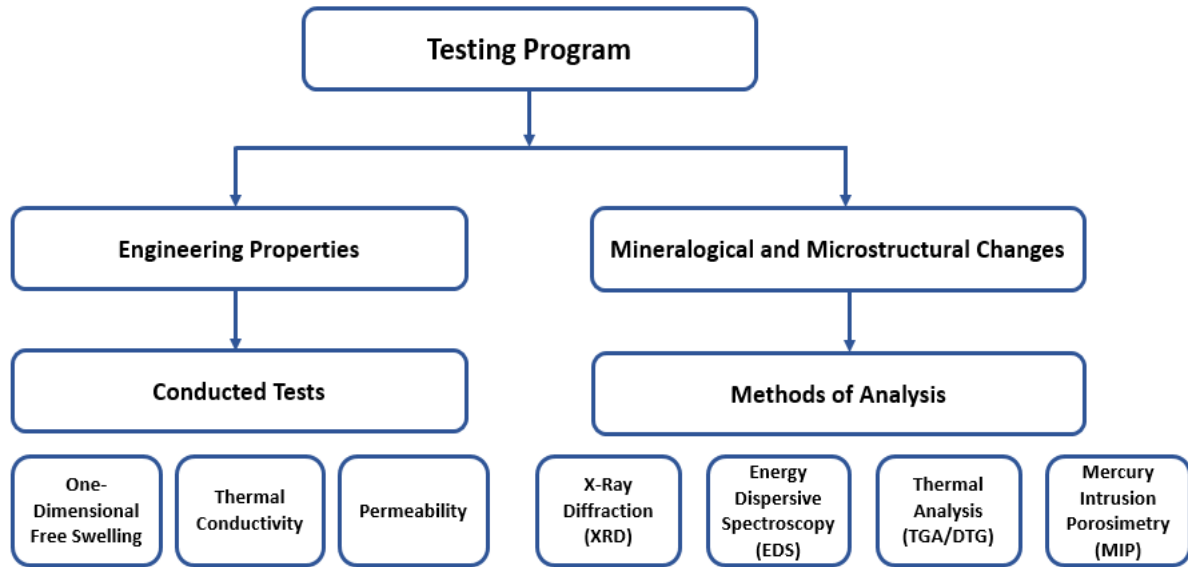 Testing Program
Engineering Properties
Mineralogical and Microstructural Changes
Conducted Tests
Methods of Analysis
One-
Dimensional
Free Swelling
Thermal
Conductivity
Permeability
X-Ray
Diffraction
(XRD)
Energy
Dispersive
Spectroscopy
(EDS)
Thermal
Analysis
(TGA/DTG)
Mercury
Intrusion
Porosimetry
(MIP)